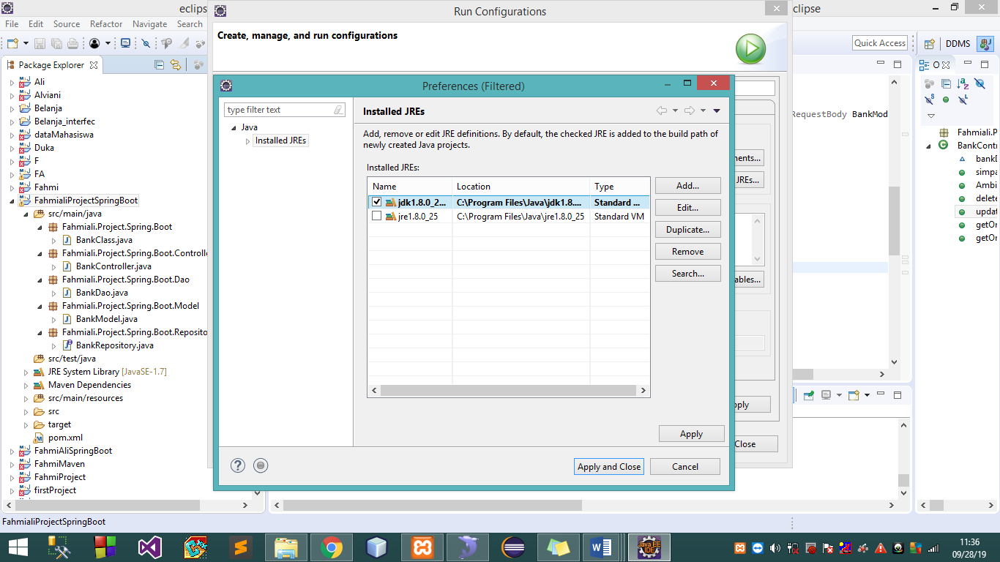 eclips
Run Configurations
clipse
File Edit Source Refactor Navigate Search
Create, manage, and run configurations
Quick Access
DDMS
Package Explorer
O
Preferences (Filtered)
type filter text
Java
Installed JREs
Installed JREs
Add, remove or edit JRE definitions. By default, the checked JRE is added to the build path of
newly created Java projects.
Installed JREs:
Name Location Type
jdk1.8.0_2... C:\Program Files\Java\jdk1.8.... Standard ...
jre1.8.0_25 C:\Program Files\Java\jre1.8.0_25 Standard VM
Add...
Edit...
Duplicate...
Remove
Search...
Apply
Apply and Close
Cancel
Ali
Alviani
Belanja
Belanja_interfec
dataMahasiswa
Duka
F
FA
Fahmi
FahmialiProjectSpringBoot
src/main/java
Fahmiali.Project.Spring.Boot
BankClass.java
Fahmiali.Project.Spring.Boot.Controlle
BankController.java
Fahmiali.Project.Spring.Boot.Dao
BankDao.java
Fahmiali.Project.Spring.Boot.Model
BankModel.java
Fahmiali.Project.Spring.Boot.Reposito
BankRepository.java
src/test/java
JRE System Library [JavaSE-1.7]
Maven Dependencies
src/main/resources
src
target
pom.xml
FahmiAliSpringBoot
FahmiMaven
FahmiProject
firstProject
ments...
JREs...
ables...
pply
Close
RequestBody BankMod
Fahmiali.P
BankContr
bankD
simpa
Ambi
delete
updat
getOr
getOr
FahmialiProjectSpringBoot
Java EE
IDE
11:36
09/28/19